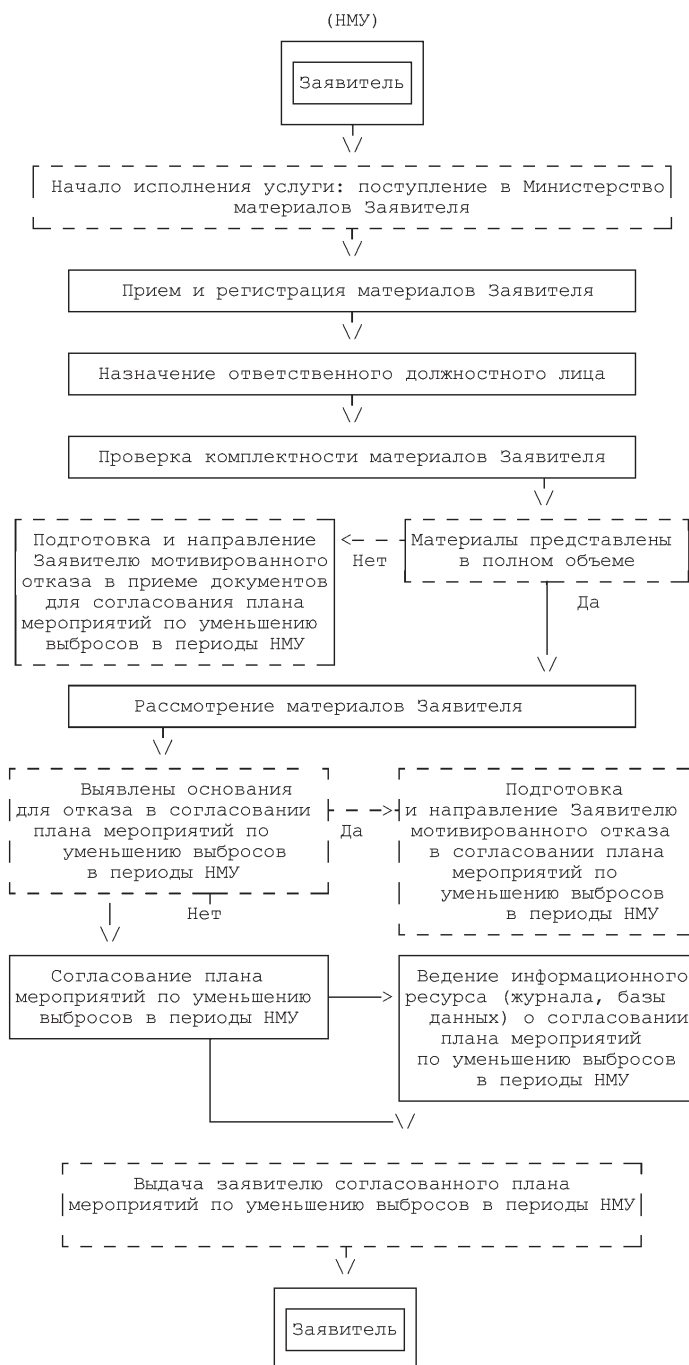 (НМУ)
Заявитель
Начало исполнения услуги: поступление в Министерство
материалов Заявителя
Прием и регистрация материалов Заявителя
Назначение ответственного должностного лица
Проверка комплектности материалов Заявителя
Материалы представлены
в полном объеме
Нет
Да
Подготовка и направление
Заявителю мотивированного
отказа в приеме документов
для согласования плана
мероприятий по уменьшению
выбросов в периоды НМУ
Рассмотрение материалов Заявителя
Выявлены основания
для отказа в согласовании
плана мероприятий по
уменьшению выбросов
в периоды НМУ
Да
Нет
Подготовка
и направление Заявителю
мотивированного отказа
в согласовании плана
мероприятий по
уменьшению выбросов
в периоды НМУ
Согласование плана
мероприятий по уменьшению
выбросов в периоды НМУ
Ведение информационного
ресурса (журнала, базы
данных) о согласовании
плана мероприятий
по уменьшению выбросов
в периоды НМУ
Выдача заявителю согласованного плана
мероприятий по уменьшению выбросов в периоды НМУ
Заявитель